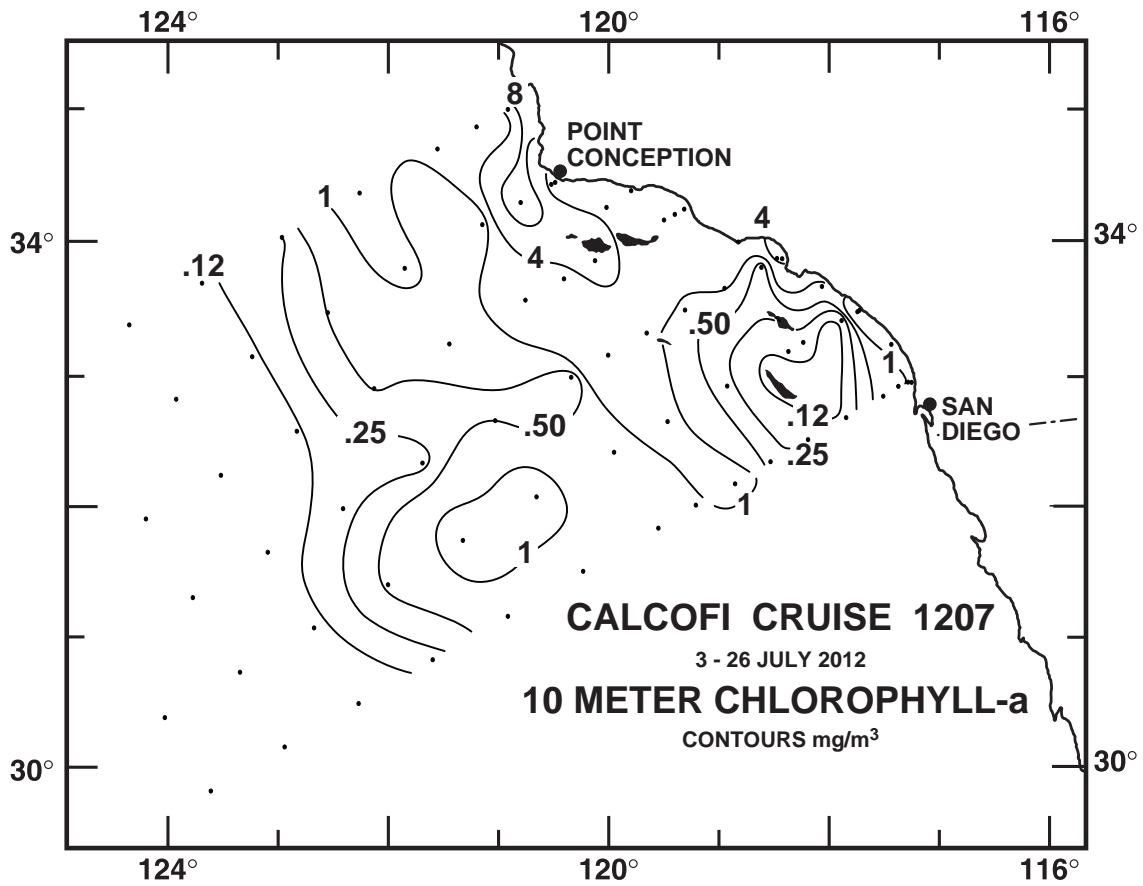 124° 120° 116°
8
POINT
CONCEPTION
1
4
34° 34°
4
.12
.50
1
.12
SAN
DIEGO
.25 .50
.25
1
1
CALCOFI CRUISE 1207
3 - 26 JULY 2012
10 METER CHLOROPHYLL-a
CONTOURS mg/m³
30° 30°
124° 120° 116°